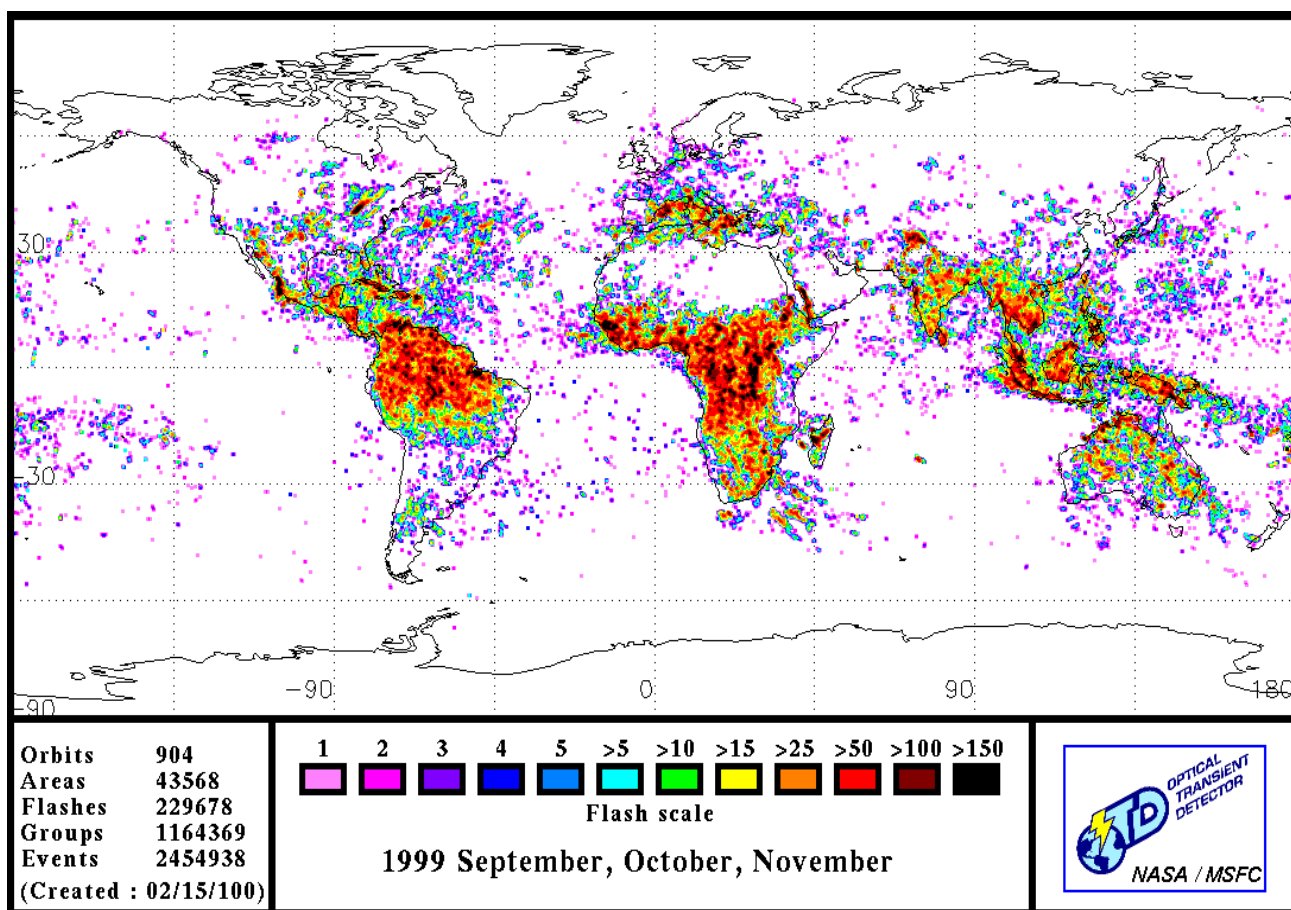 30
-30
-90
0
90
180
-90
Orbits 904
Areas 43568
Flashes 229678
Groups 1164369
Events 2454938
(Created : 02/15/100)
1 2 3 4 5 >5 >10 >15 >25 >50 >100 >150
Flash scale
1999 September, October, November
OPTICAL
TRANSIENT
DETECTOR
OTD
NASA / MSFC